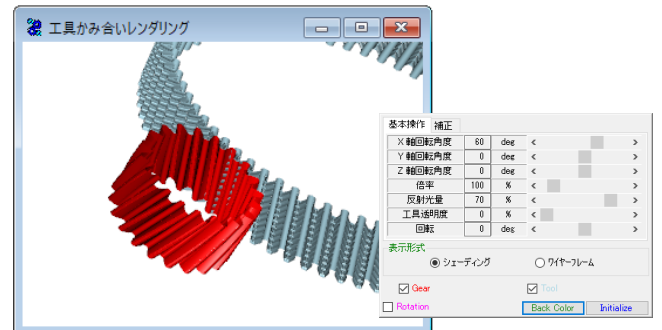 工具かみ合いレンダリング
基本操作 補正
X軸回転角度 60 deg
Y軸回転角度 0 deg
Z軸回転角度 0 deg
倍率 100 %
反射光量 70 %
工具透明度 0 %
回転 0 deg
表示形式
シェーディング ワイヤーフレーム
Gear Tool
Rotation Back Color Initialize